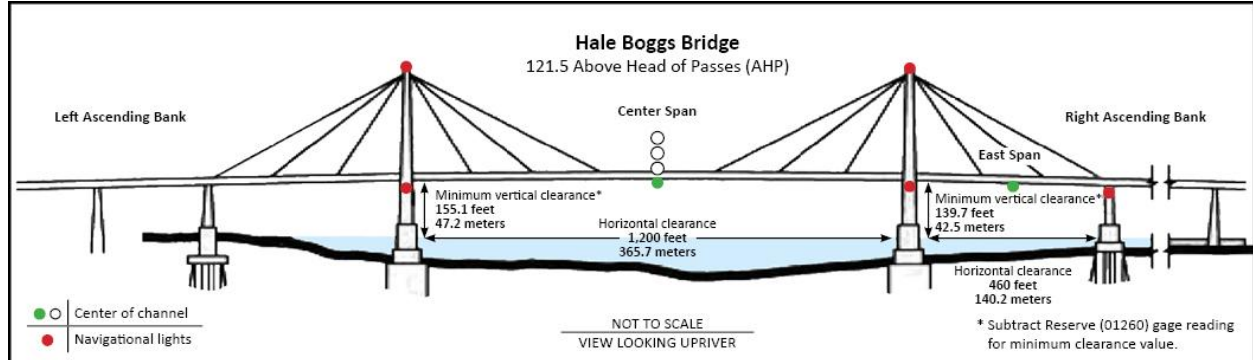 Hale Boggs Bridge
121.5 Above Head of Passes (AHP)
Left Ascending Bank
Center Span
Right Ascending Bank
East Span
Minimum vertical clearance*
155.1 feet
47.2 meters
Horizontal clearance
1,200 feet
365.7 meters
Minimum vertical clearance*
139.7 feet
42.5 meters
Horizontal clearance
460 feet
140.2 meters
Center of channel
Navigational lights
NOT TO SCALE
VIEW LOOKING UPRIVER
* Subtract Reserve (01260) gage reading
for minimum clearance value.